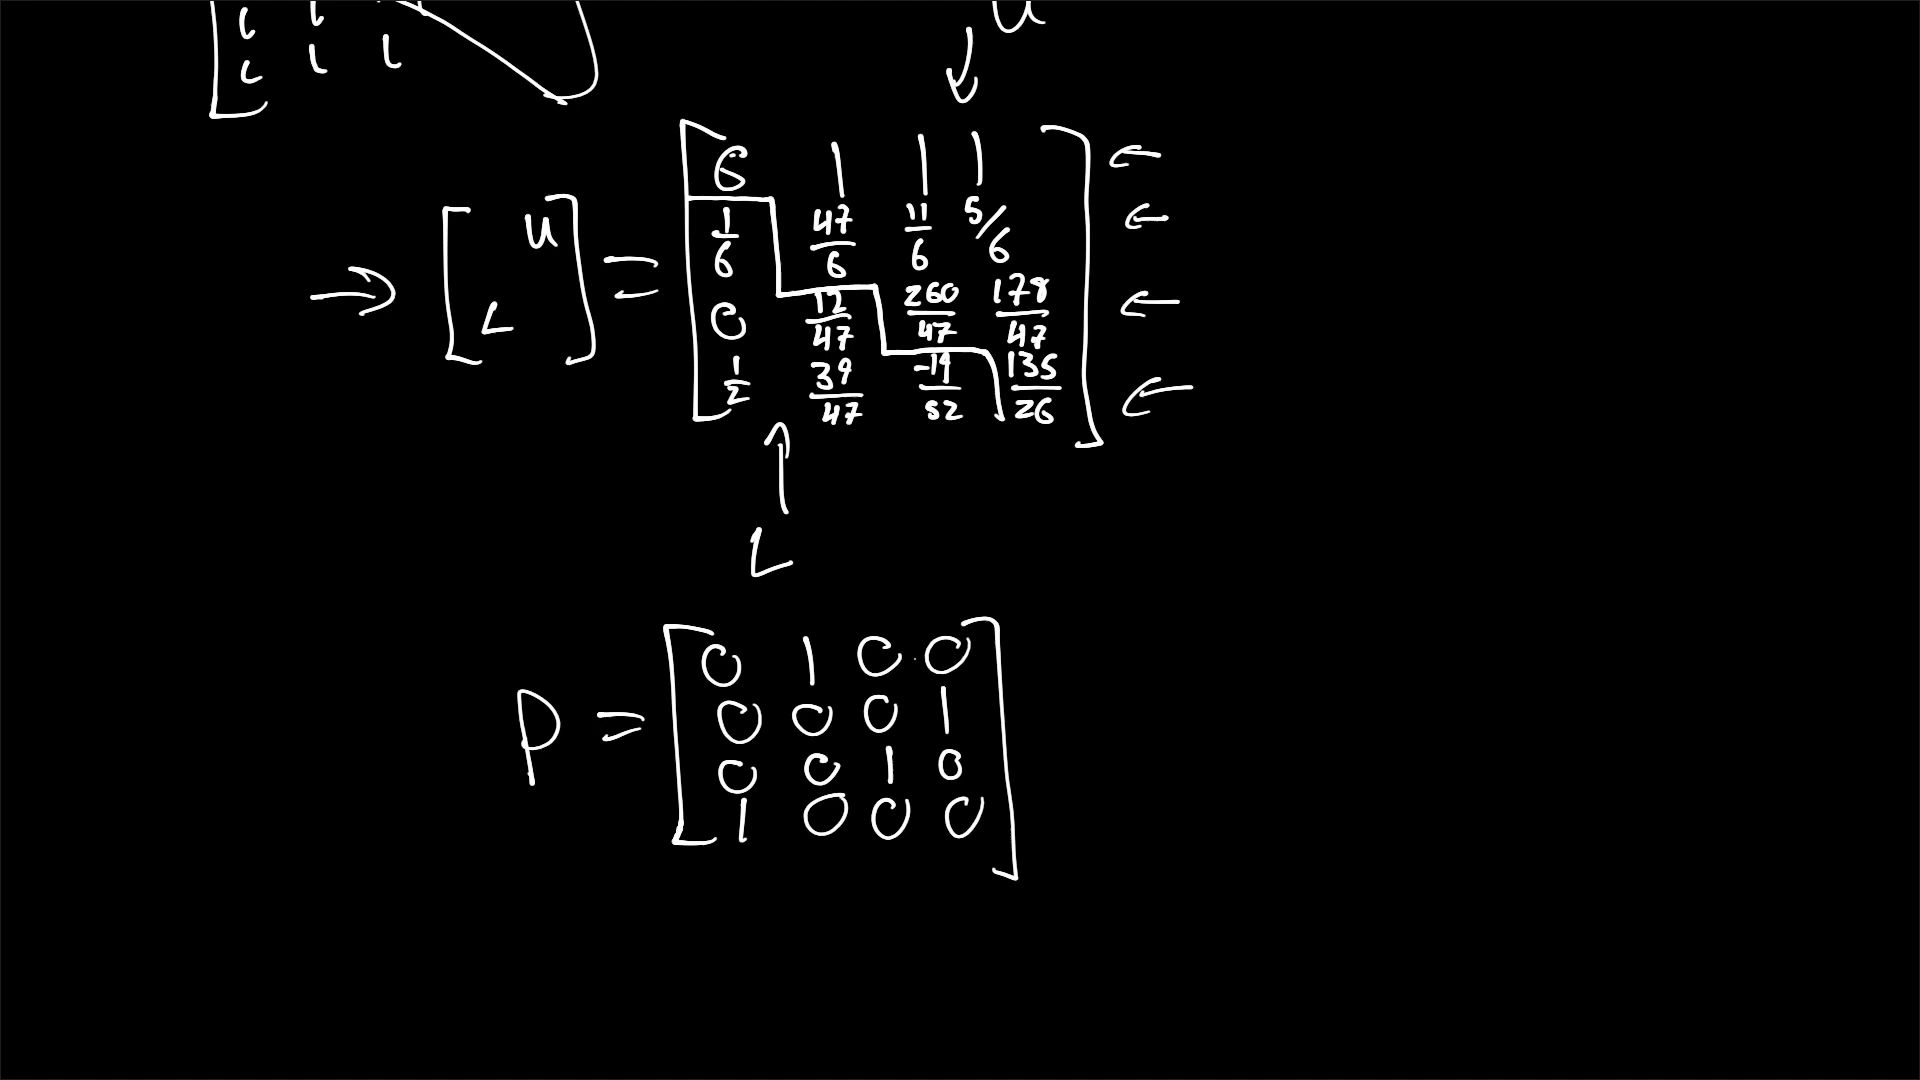 L L
L L L
U
6 1 1 1
→ [ U L ] = 1/6 47/6 11/6 5/6
0 12/47 260/47 178/47
1/2 39/47 -19/52 135/26
L
0 1 0 0
P = 0 0 0 1
0 0 1 0
1 0 0 0